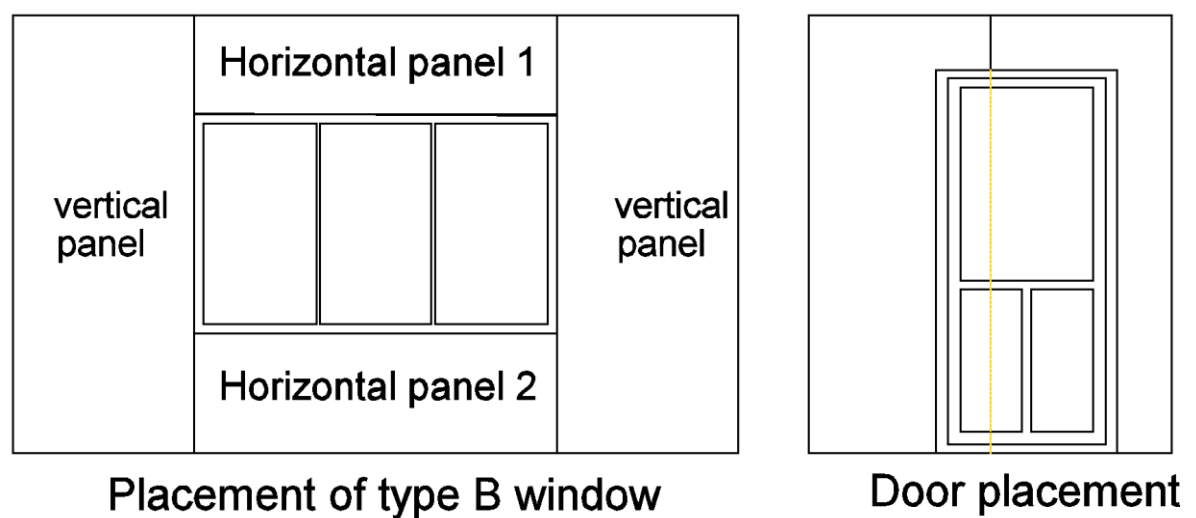 Horizontal panel 1
vertical
panel
vertical
panel
Horizontal panel 2
Placement of type B window
Door placement